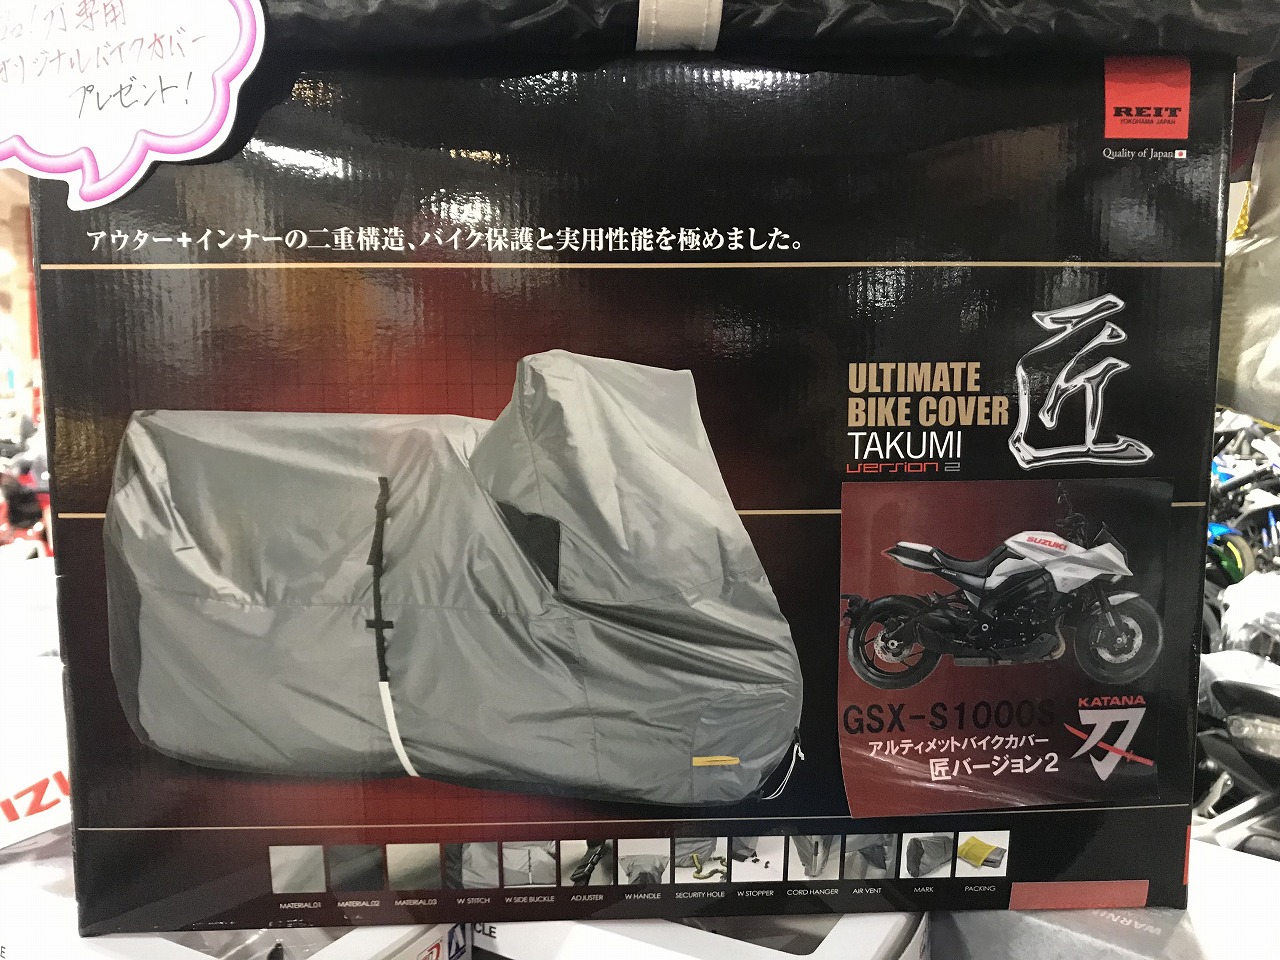 刀専用
オリジナルバイクカバー
プレゼント!
REIT
YOKOHAMA JAPAN
Quality of Japan
アウター+インナーの二重構造、バイク保護と実用性能を極めました。
ULTIMATE
BIKE COVER
TAKUMI
version 2
匠
SUZUKI
GSX-S1000S
アルティメットバイクカバー
匠バージョン2
KATANA
刀
MATERIAL.01 MATERIAL.02 MATERIAL.03 W STITCH W SIDE BUCKLE ADJUSTER W HANDLE SECURITY HOLE W STOPPER CORD HANGER AIR VENT MARK PACKING
CLE